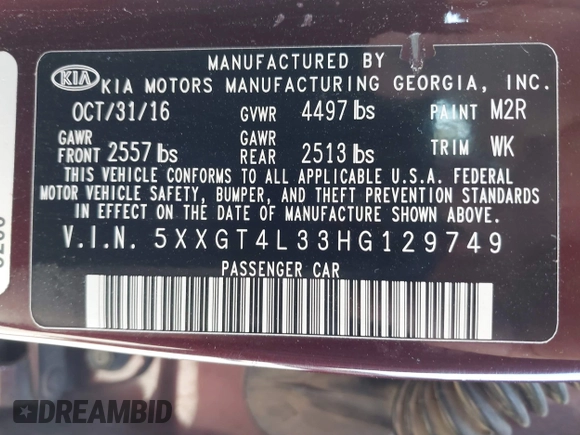 MANUFACTURED BY
KIA KIA MOTORS MANUFACTURING GEORGIA, INC.
OCT/31/16 GVWR 4497 lbs PAINT M2R
GAWR FRONT 2557 lbs GAWR REAR 2513 lbs TRIM WK
THIS VEHICLE CONFORMS TO ALL APPLICABLE U.S.A. FEDERAL
MOTOR VEHICLE SAFETY, BUMPER, AND THEFT PREVENTION STANDARDS
IN EFFECT ON THE DATE OF MANUFACTURE SHOWN ABOVE.
V.I.N. 5XXGT4L33HG129749
PASSENGER CAR
DREAMBID